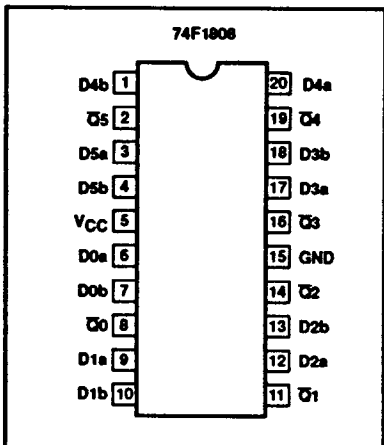 74F1808
D4b 1 20 D4a
Q̅5 2 19 Q̅4
D5a 3 18 D3b
D5b 4 17 D3a
VCC 5 16 Q̅3
D0a 6 15 GND
D0b 7 14 Q̅2
Q̅0 8 13 D2b
D1a 9 12 D2a
D1b 10 11 Q̅1